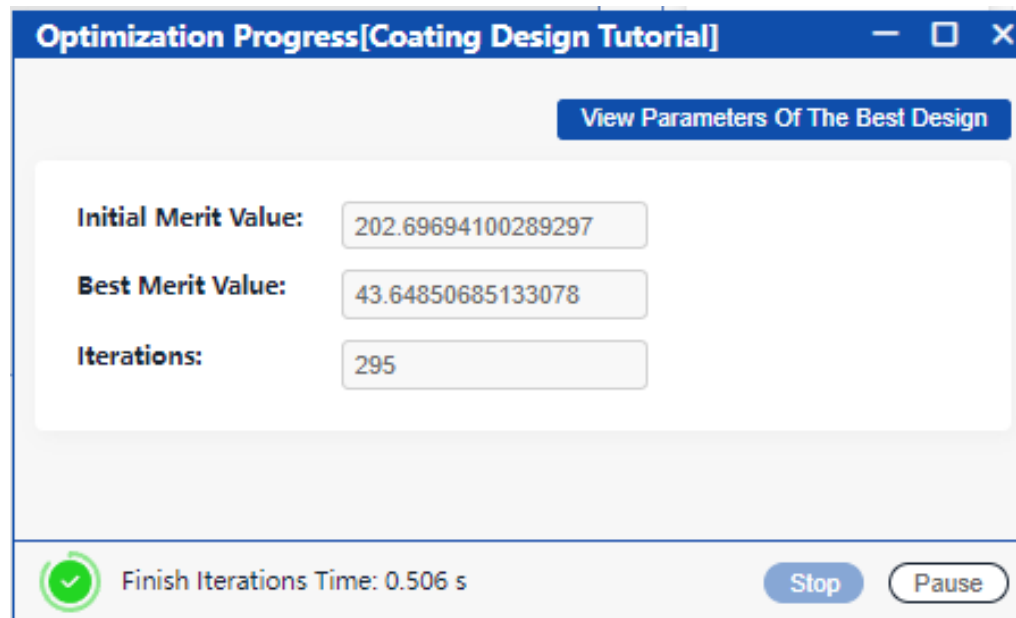 Optimization Progress[Coating Design Tutorial]
View Parameters Of The Best Design
Initial Merit Value: 202.69694100289297
Best Merit Value: 43.64850685133078
Iterations: 295
Finish Iterations Time: 0.506 s Stop Pause